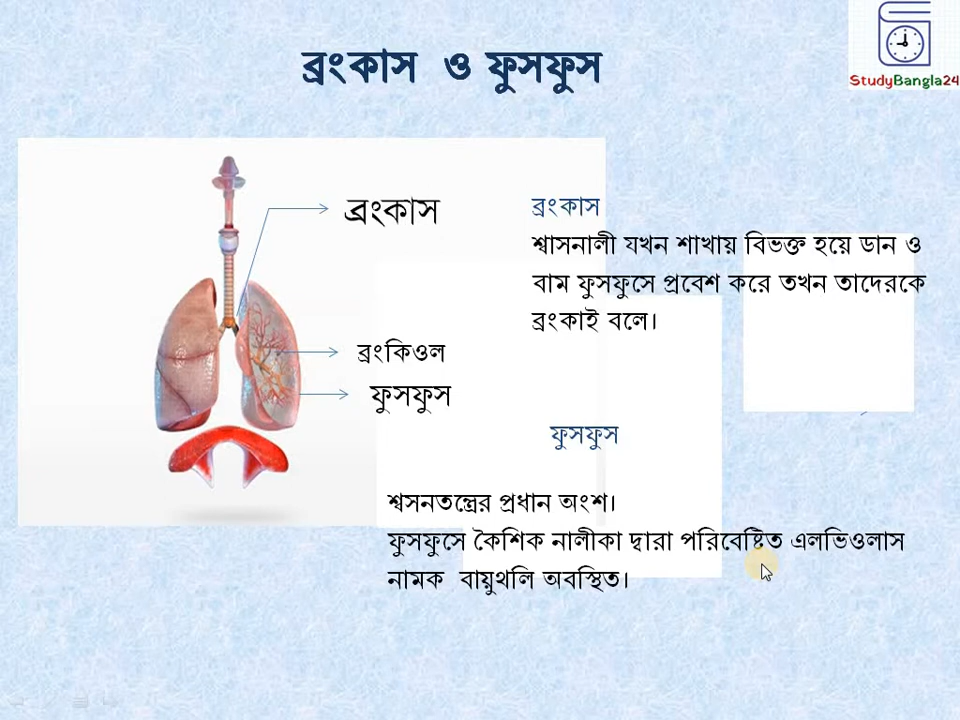 ব্রংকাস ও ফুসফুস
StudyBangla24
ব্রংকাস
ব্রংকিওল
ফুসফুস
ব্রংকাস
শ্বাসনালী যখন শাখায় বিভক্ত হয়ে ডান ও
বাম ফুসফুসে প্রবেশ করে তখন তাদেরকে
ব্রংকাই বলে।
ফুসফুস
শ্বসনতন্ত্রের প্রধান অংশ।
ফুসফুসে কৈশিক নালীকা দ্বারা পরিবেষ্টিত এলভিওলাস
নামক বায়ুথলি অবস্থিত।